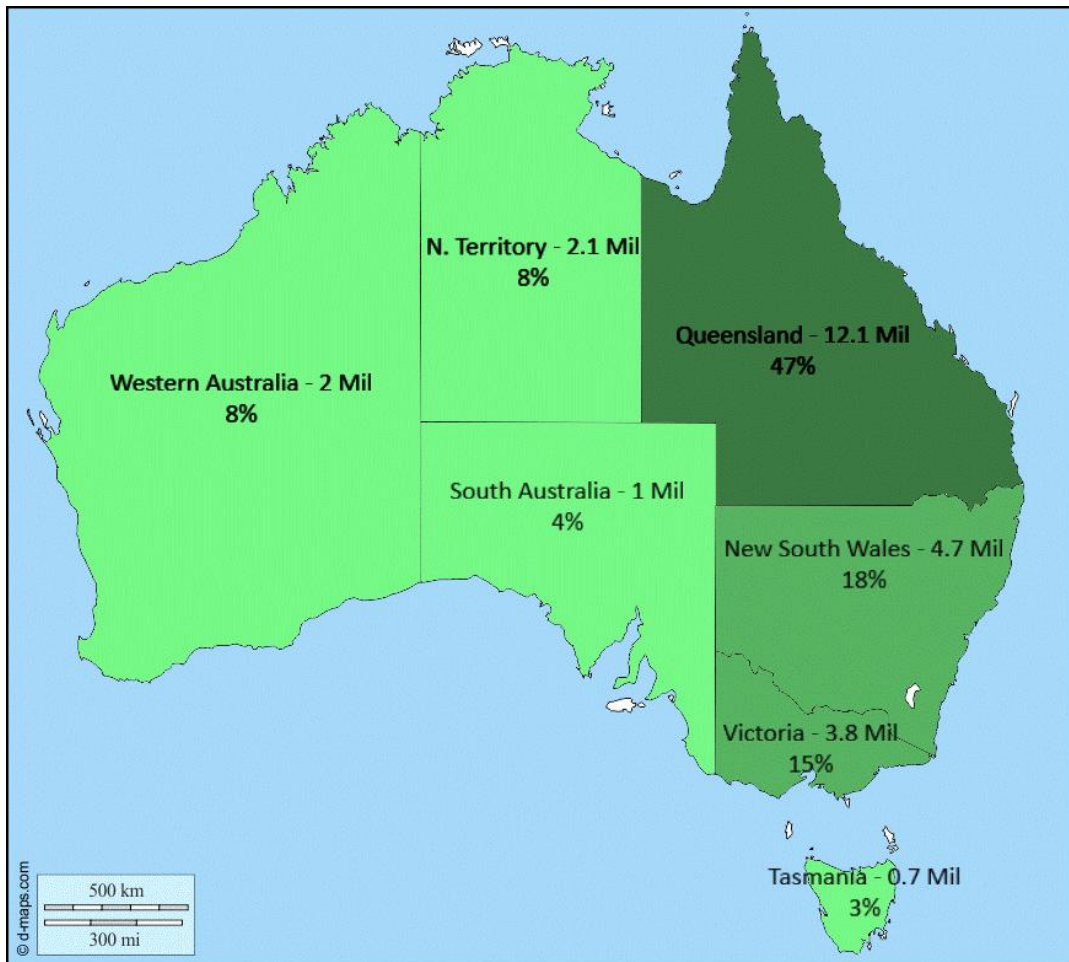 N. Territory - 2.1 Mil
8%
Queensland - 12.1 Mil
47%
Western Australia - 2 Mil
8%
South Australia - 1 Mil
4%
New South Wales - 4.7 Mil
18%
Victoria - 3.8 Mil
15%
Tasmania - 0.7 Mil
3%
500 km
300 mi
© d-maps.com